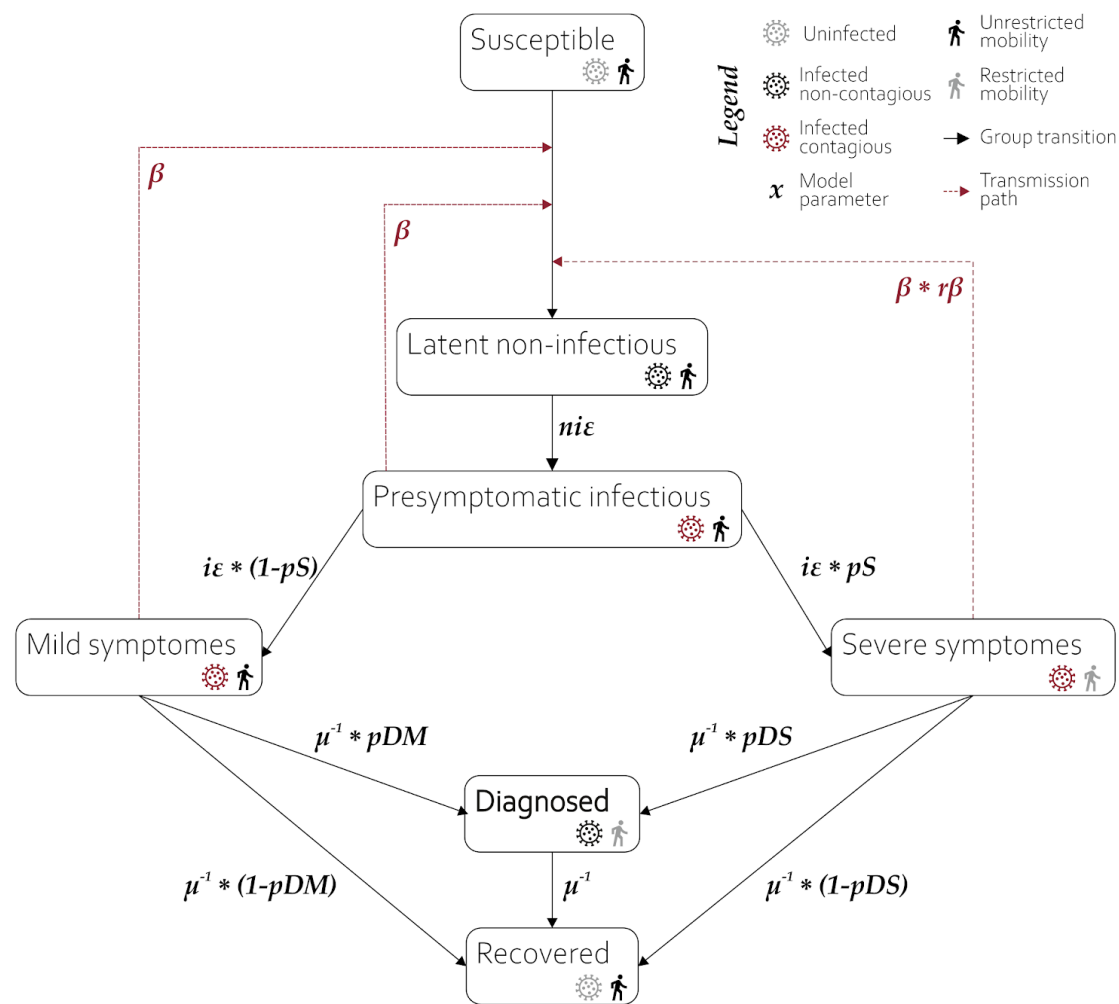 Susceptible
Legend
Uninfected
Unrestricted
mobility
Infected
non-contagious
Restricted
mobility
Infected
contagious
Group transition
x
Model
parameter
Transmission
path
β
β
β * rβ
Latent non-infectious
niε
Presymptomatic infectious
iε * (1-pS)
iε * pS
Mild symptomes
Severe symptomes
μ⁻¹ * pDM
μ⁻¹ * pDS
Diagnosed
μ⁻¹ * (1-pDM)
μ⁻¹
μ⁻¹ * (1-pDS)
Recovered